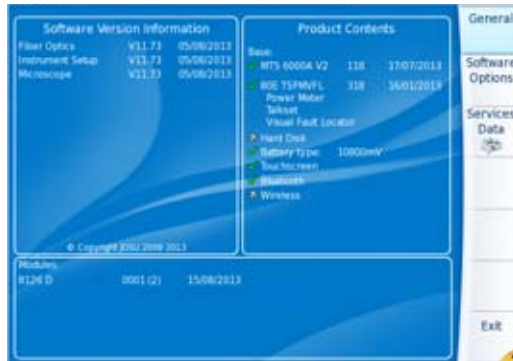 Software Version Information
Fiber Optics V11.73 05/08/2013
Instrument Setup V11.73 05/08/2013
Microscope V11.73 05/08/2013
© Copyright JDSU 2008-2013
Product Contents
Base:
MTS 6000A V2 118 17/07/2013
80E TSPMVFL 318 16/01/2013
Power Meter
Talkset
Visual Fault Locator
Hard Disk
Battery type: 10800mV
Touchscreen
Bluetooth
Wireless
Modules:
8126 D 0001 (2) 15/08/2013
General
Software
Options
Services
Data
Exit